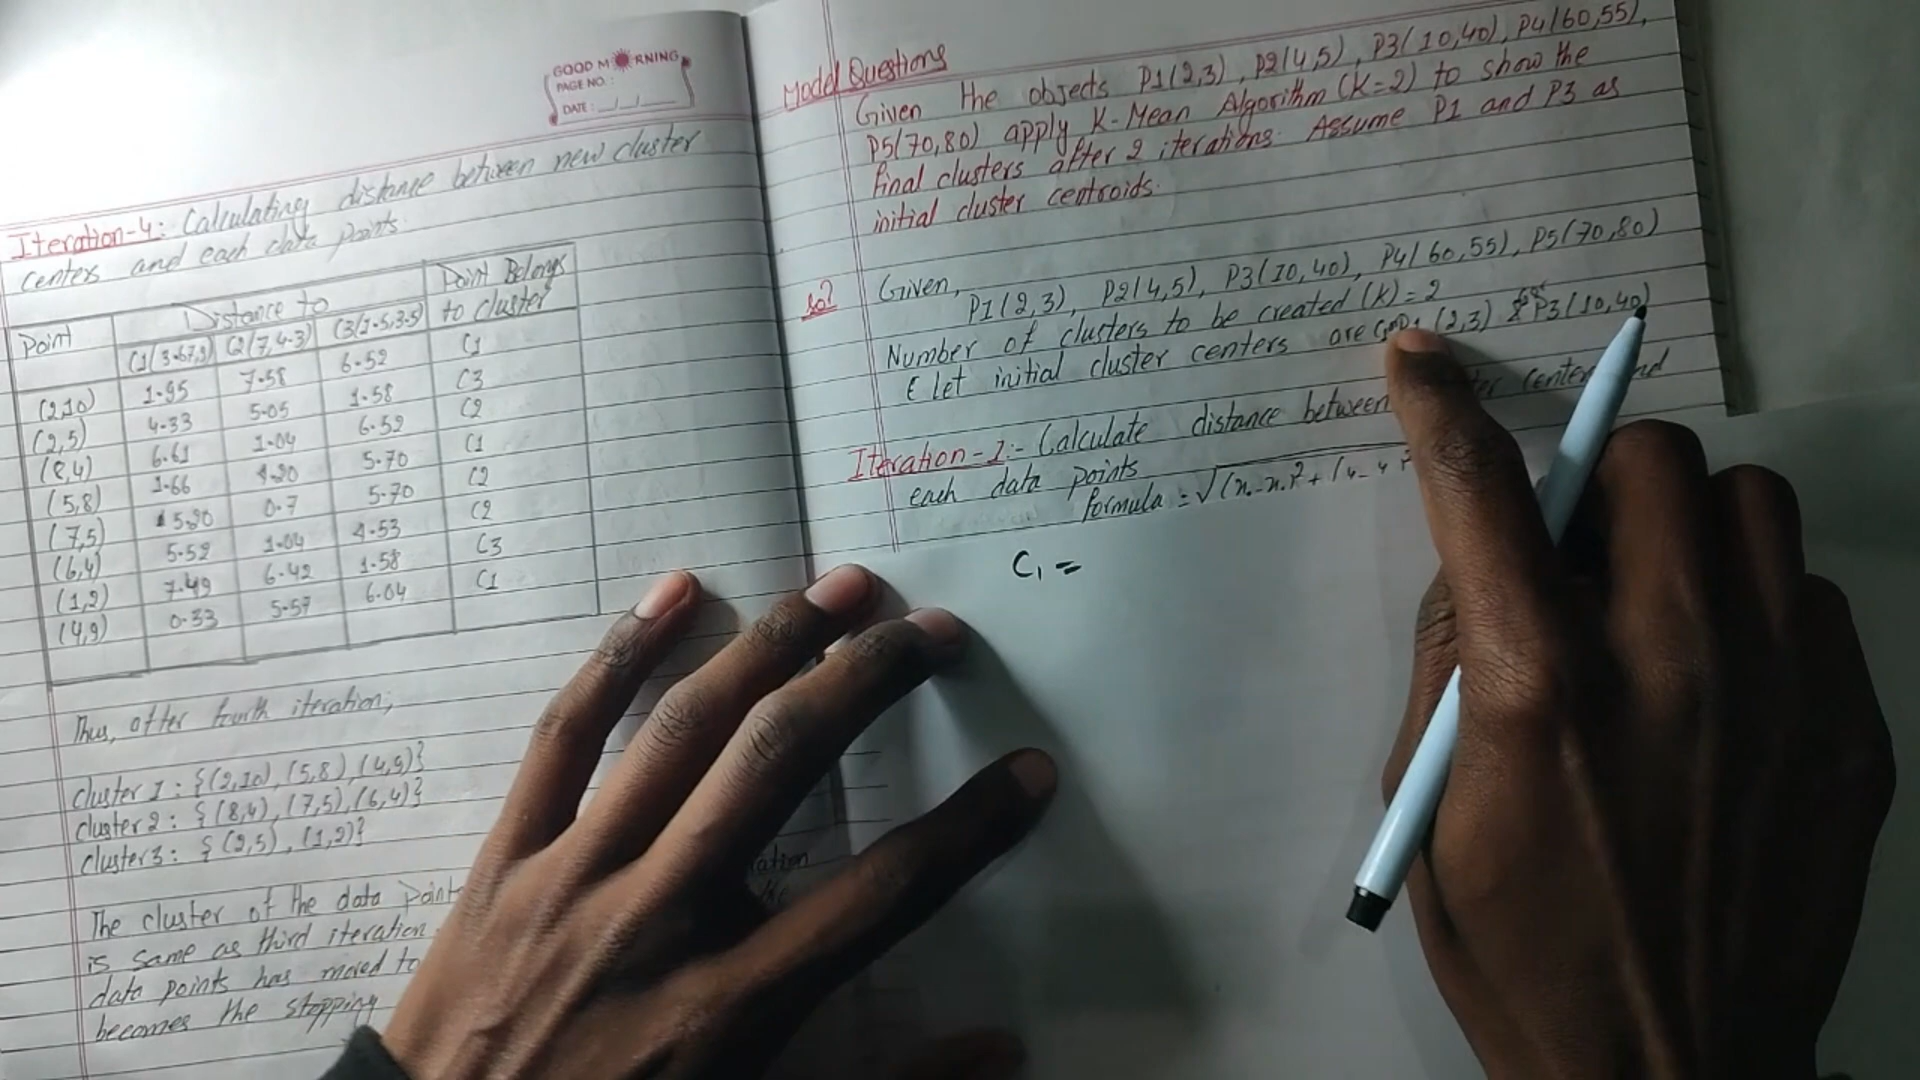 GOOD MORNING
PAGE NO.:
DATE: __/__/__
Iteration-4: Calculating distance between new cluster
centers and each data points.
Point
Distance to
Point Belongs
to cluster
C1(3.67,9)
C2(7,4.3)
C3(1.5,3.5)
(2,10) 1.95 7.58 6.52 C1
(2,5) 4.33 5.05 1.58 C3
(8,4) 6.61 1.04 6.52 C2
(5,8) 1.66 4.20 5.70 C1
(7,5) 5.20 0.7 5.70 C2
(6,4) 5.52 1.04 4.53 C2
(1,2) 7.49 6.42 1.58 C3
(4,9) 0.33 5.57 6.04 C1
Thus, after fourth iteration,
cluster 1: {(2,10), (5,8), (4,9)}
cluster 2: {(8,4), (7,5), (6,4)}
cluster 3: {(2,5), (1,2)}
The cluster of the data point
is same as third iteration.
data points has moved to
becomes the stopping
Model Questions
Given the objects P1(2,3), P2(4,5), P3(10,40), P4(60,55),
P5(70,80) apply K-Mean Algorithm (K=2) to show the
final clusters after 2 iterations. Assume P1 and P3 as
initial cluster centroids.
Given,
P1(2,3), P2(4,5), P3(10,40), P4(60,55), P5(70,80)
Number of clusters to be created (K) = 2
& let initial cluster centers are (2,3) & P3(10,40)
Iteration-1:- Calculate distance between centers and
each data points
formula = √
C₁ =